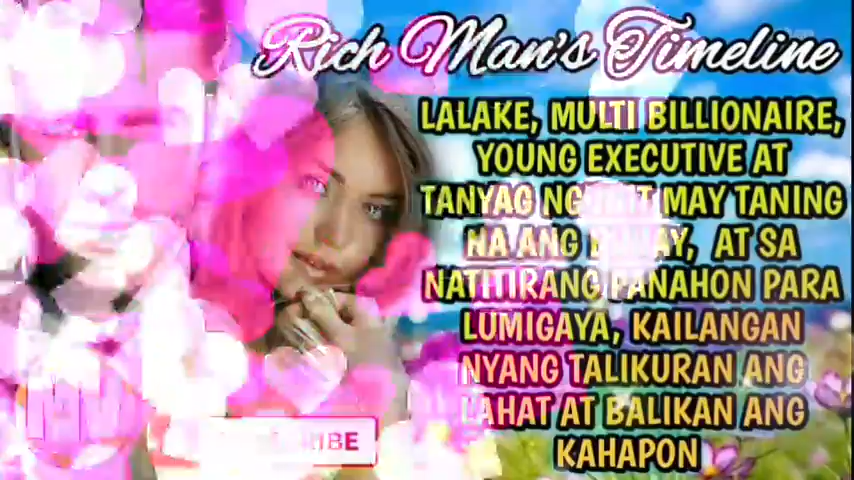 Rich Man's Timeline
LALAKE, MULTI BILLIONAIRE,
YOUNG EXECUTIVE AT
TANYAG MAY TANING
NA ANG AT SA
NATITIRANG PANAHON PARA
LUMIGAYA, KAILANGAN
NYANG TALIKURAN ANG
LAHAT AT BALIKAN ANG
KAHAPON